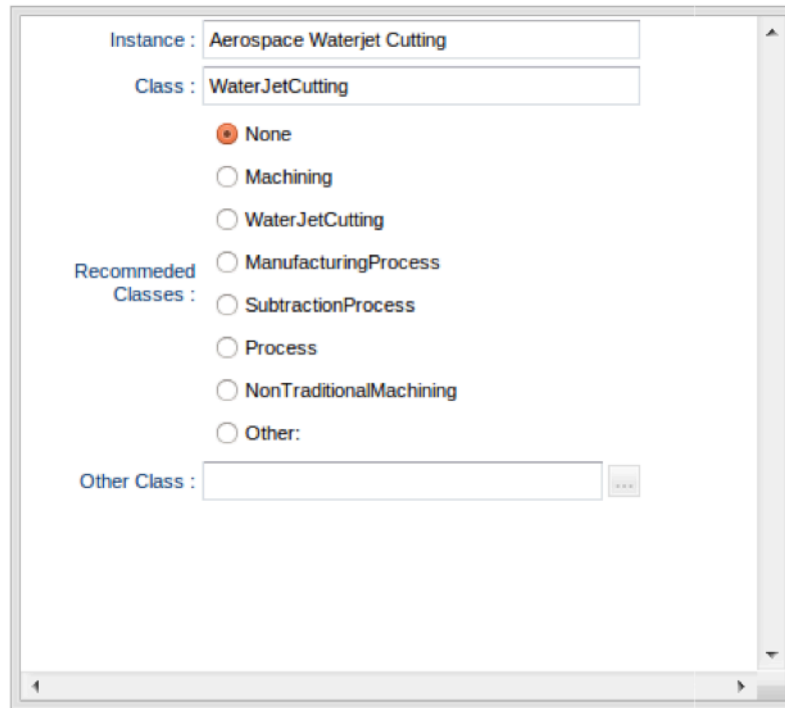 Instance : Aerospace Waterjet Cutting
Class : WaterJetCutting
None
Machining
WaterJetCutting
Recommeded
Classes :
ManufacturingProcess
SubtractionProcess
Process
NonTraditionalMachining
Other:
Other Class : ...